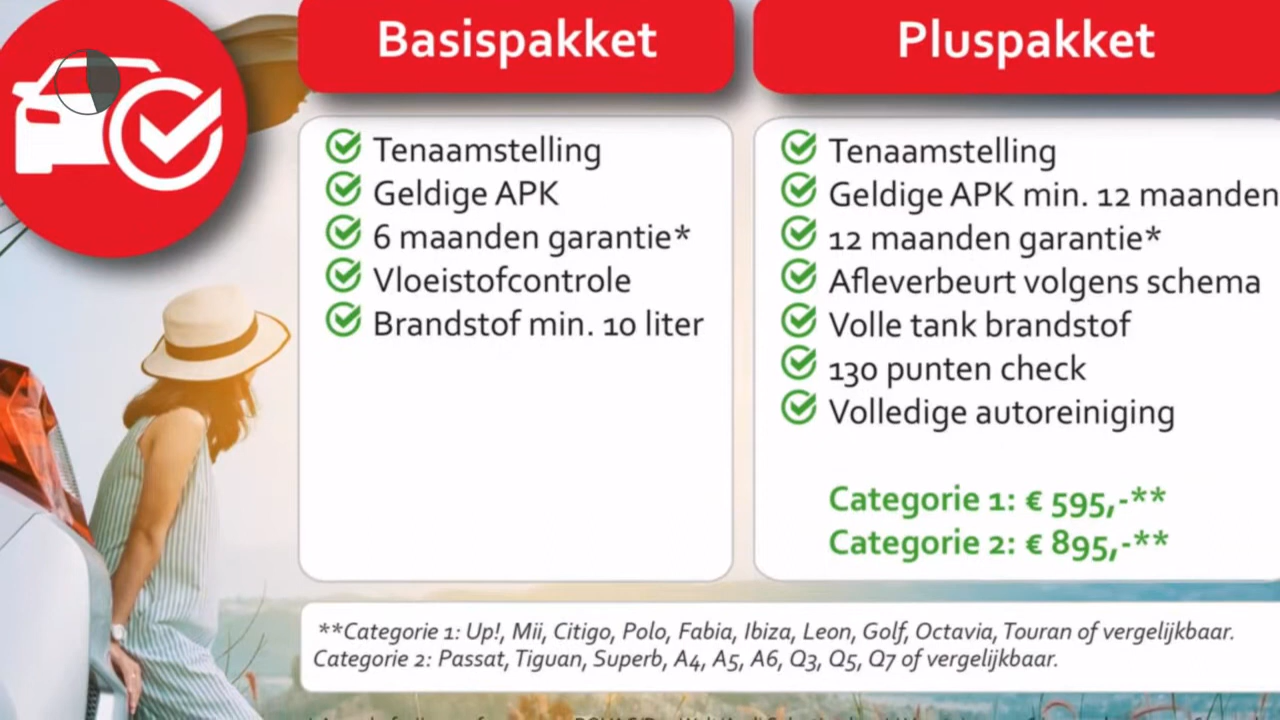 Basispakket
Tenaamstelling
Geldige APK
6 maanden garantie*
Vloeistofcontrole
Brandstof min. 10 liter
Pluspakket
Tenaamstelling
Geldige APK min. 12 maanden
12 maanden garantie*
Afleverbeurt volgens schema
Volle tank brandstof
130 punten check
Volledige autoreiniging
Categorie 1: € 595,-**
Categorie 2: € 895,-**
**Categorie 1: Up!, Mii, Citigo, Polo, Fabia, Ibiza, Leon, Golf, Octavia, Touran of vergelijkbaar.
Categorie 2: Passat, Tiguan, Superb, A4, A5, A6, Q3, Q5, Q7 of vergelijkbaar.